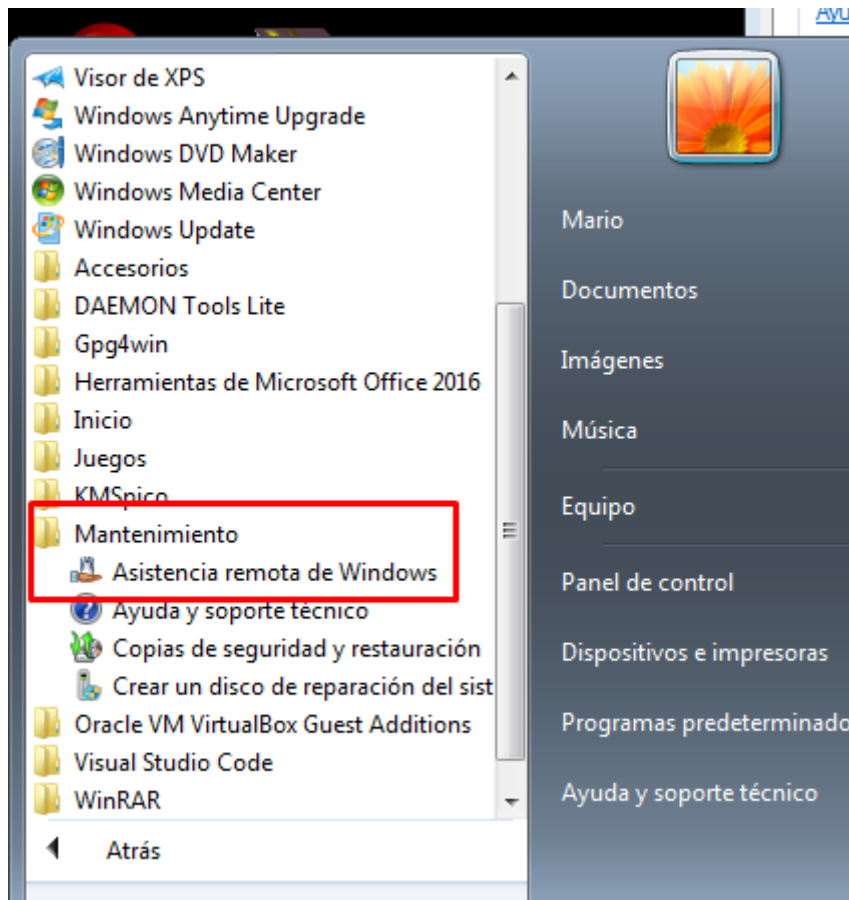 Visor de XPS
Windows Anytime Upgrade
Windows DVD Maker
Windows Media Center
Windows Update
Accesorios
DAEMON Tools Lite
Gpg4win
Herramientas de Microsoft Office 2016
Inicio
Juegos
KMSpico
Mantenimiento
Asistencia remota de Windows
Ayuda y soporte técnico
Copias de seguridad y restauración
Crear un disco de reparación del sist
Oracle VM VirtualBox Guest Additions
Visual Studio Code
WinRAR
Atrás
Mario
Documentos
Imágenes
Música
Equipo
Panel de control
Dispositivos e impresoras
Programas predeterminado
Ayuda y soporte técnico